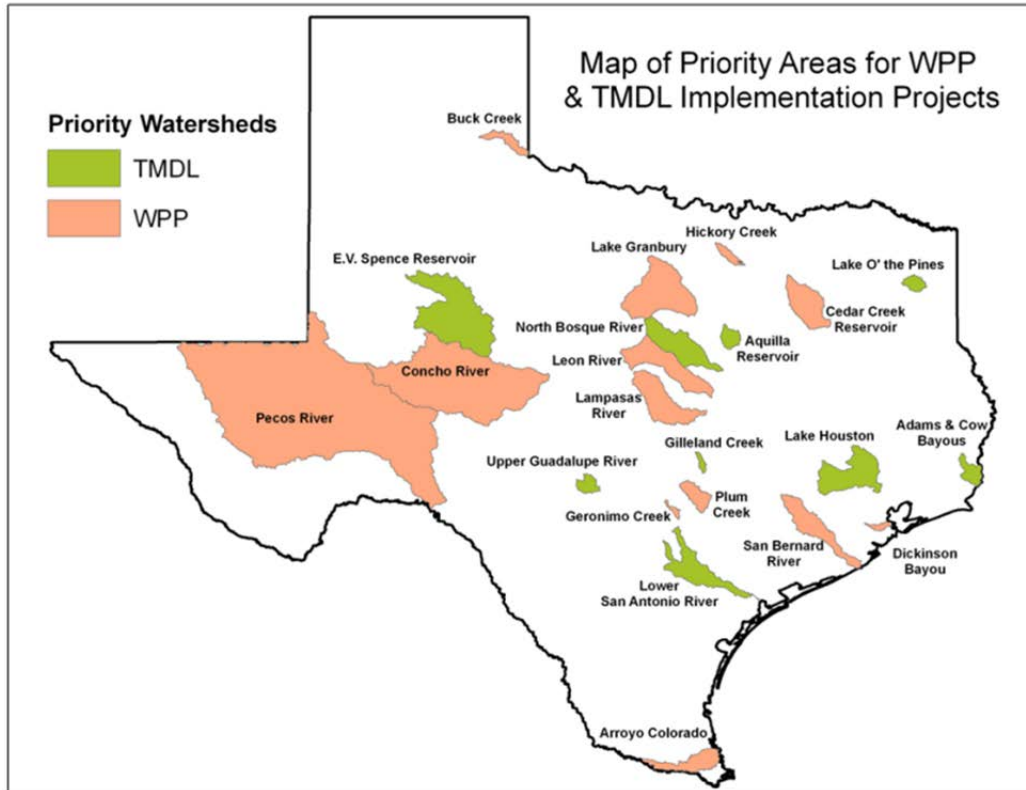 Map of Priority Areas for WPP
& TMDL Implementation Projects
Priority Watersheds
TMDL
WPP
Buck Creek
Hickory Creek
Lake Granbury
E.V. Spence Reservoir
Lake O' the Pines
Cedar Creek
Reservoir
North Bosque River
Aquilla
Reservoir
Leon River
Concho River
Lampasas
River
Pecos River
Adams & Cow
Bayous
Gilleland Creek
Lake Houston
Upper Guadalupe River
Plum
Creek
Geronimo Creek
San Bernard
River
Dickinson
Bayou
Lower
San Antonio River
Arroyo Colorado